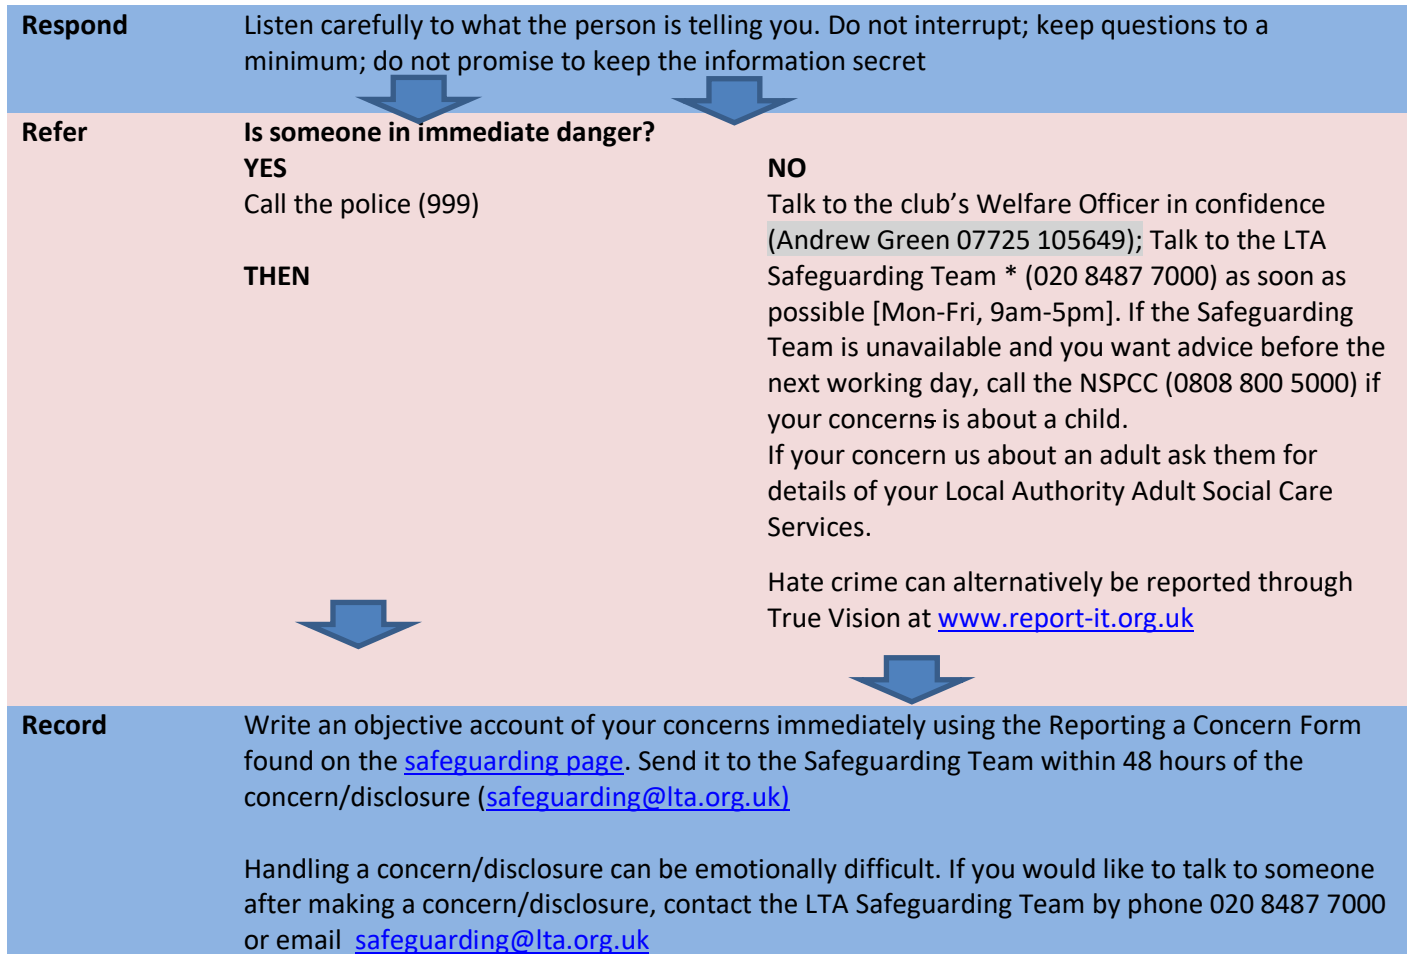 Respond
Listen carefully to what the person is telling you. Do not interrupt; keep questions to a
minimum; do not promise to keep the information secret
Refer
Is someone in immediate danger?
YES
Call the police (999)
THEN
NO
Talk to the club’s Welfare Officer in confidence
(Andrew Green 07725 105649); Talk to the LTA
Safeguarding Team * (020 8487 7000) as soon as
possible [Mon-Fri, 9am-5pm]. If the Safeguarding
Team is unavailable and you want advice before the
next working day, call the NSPCC (0808 800 5000) if
your concerns is about a child.
If your concern us about an adult ask them for
details of your Local Authority Adult Social Care
Services.
Hate crime can alternatively be reported through
True Vision at www.report-it.org.uk
Record
Write an objective account of your concerns immediately using the Reporting a Concern Form
found on the safeguarding page. Send it to the Safeguarding Team within 48 hours of the
concern/disclosure (safeguarding@lta.org.uk)
Handling a concern/disclosure can be emotionally difficult. If you would like to talk to someone
after making a concern/disclosure, contact the LTA Safeguarding Team by phone 020 8487 7000
or email safeguarding@lta.org.uk